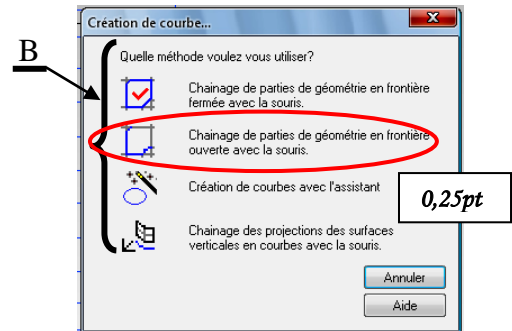 Création de courbe...
B
Quelle méthode voulez vous utiliser?
Chainage de parties de géométrie en frontière
fermée avec la souris.
Chainage de parties de géométrie en frontière
ouverte avec la souris.
Création de courbes avec l'assistant
0,25pt
Chainage des projections des surfaces
verticales en courbes avec la souris.
Annuler
Aide